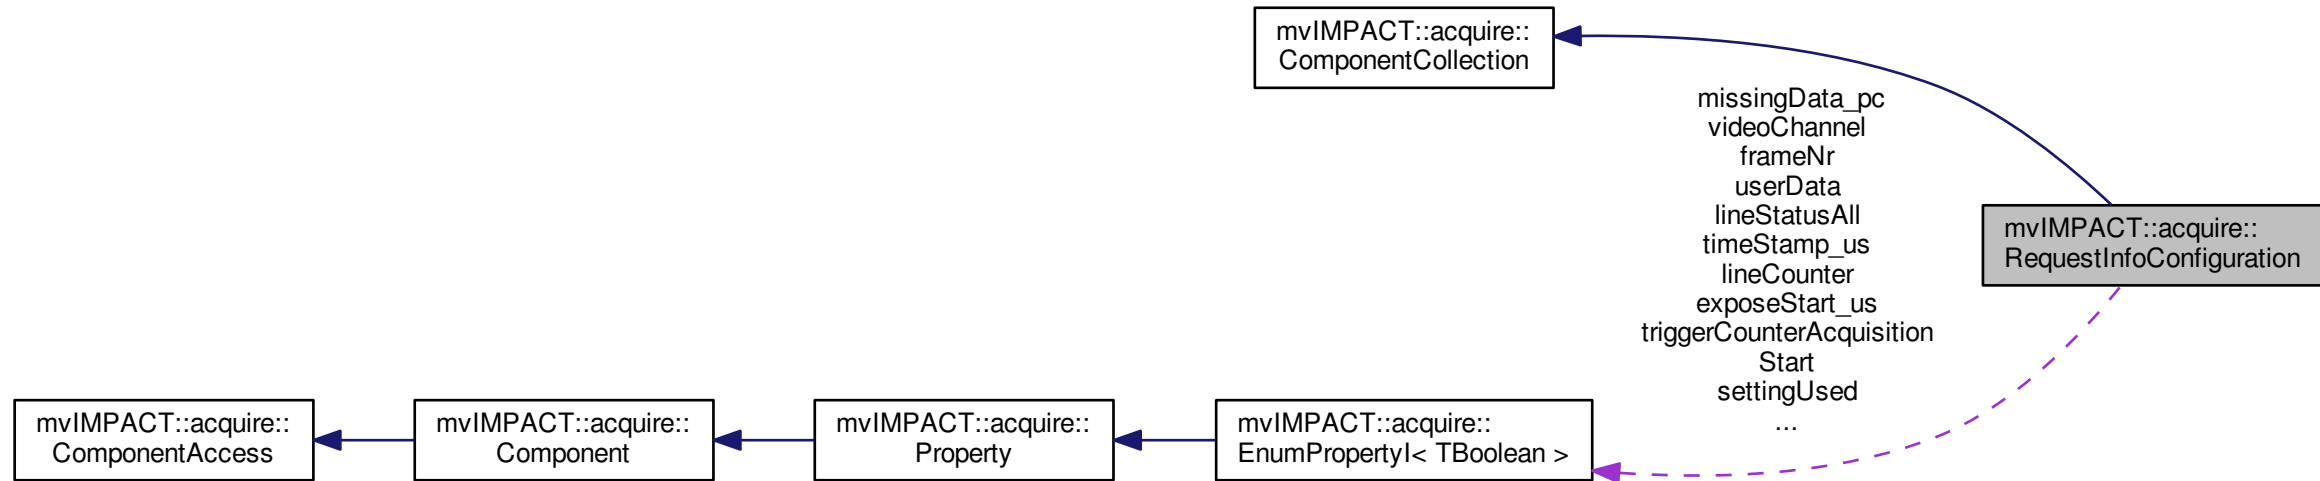 mvIMPACT::acquire::
ComponentCollection
missingData_pc
videoChannel
frameNr
userData
lineStatusAll
timeStamp_us
lineCounter
exposeStart_us
triggerCounterAcquisition
Start
settingUsed
...
mvIMPACT::acquire::
RequestInfoConfiguration
mvIMPACT::acquire::
ComponentAccess
mvIMPACT::acquire::
Component
mvIMPACT::acquire::
Property
mvIMPACT::acquire::
EnumPropertyI< TBoolean >